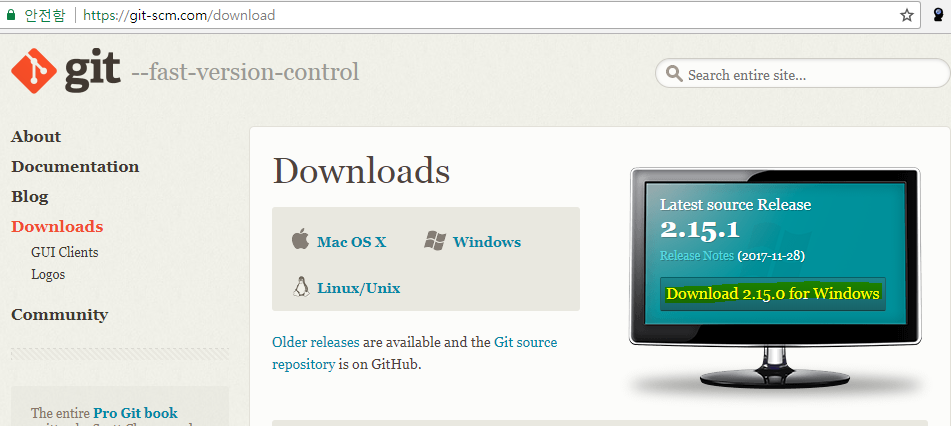 안전함 https://git-scm.com/download
git --fast-version-control
Search entire site...
About
Documentation
Blog
Downloads
GUI Clients
Logos
Community
The entire Pro Git book
Downloads
Mac OS X Windows
Linux/Unix
Older releases are available and the Git source
repository is on GitHub.
Latest source Release
2.15.1
Release Notes (2017-11-28)
Download 2.15.0 for Windows